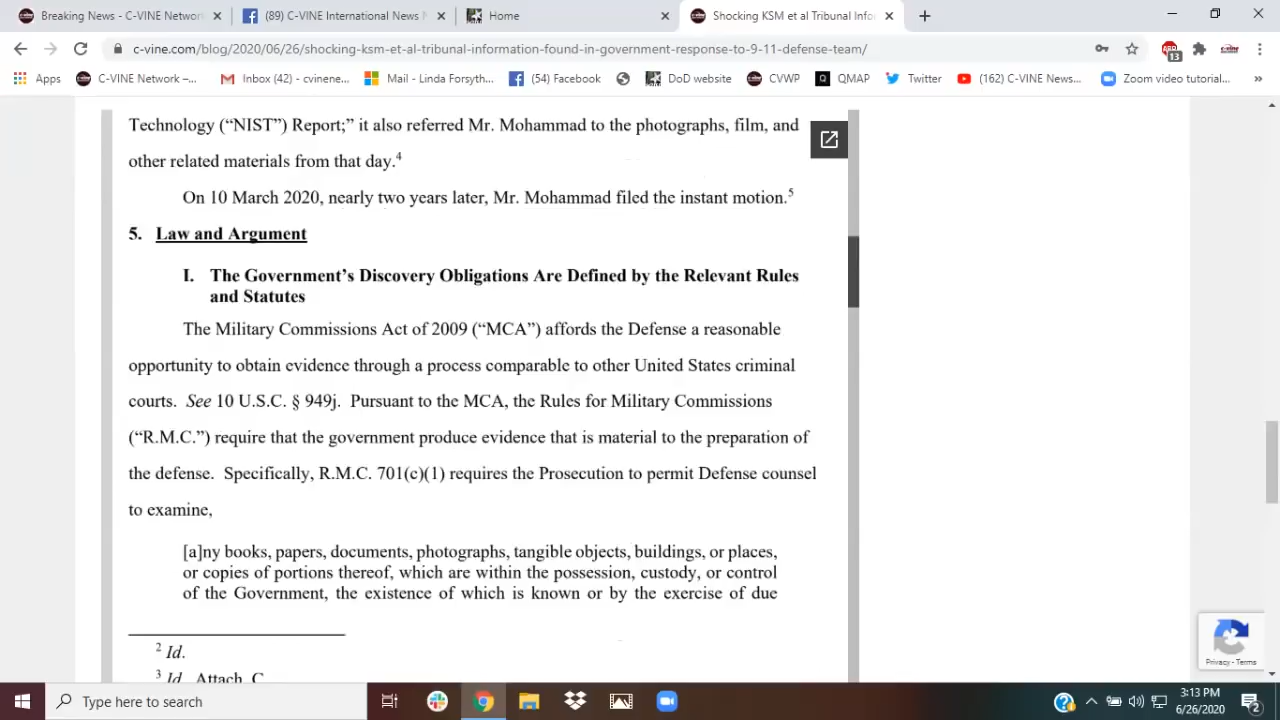 Breaking News - C-VINE Networ
(89) C-VINE International News
Home
Shocking KSM et al Tribunal Info
c-vine.com/blog/2020/06/26/shocking-ksm-et-al-tribunal-information-found-in-government-response-to-9-11-defense-team/
13
Apps
C-VINE Network –...
Inbox (42) - cvinene...
Mail - Linda Forsyth...
(54) Facebook
DoD website
CVWP
QMAP
Twitter
(162) C-VINE News...
Zoom video tutorial...
Technology (“NIST”) Report;” it also referred Mr. Mohammad to the photographs, film, and
other related materials from that day.4
On 10 March 2020, nearly two years later, Mr. Mohammad filed the instant motion.5
5. Law and Argument
I. The Government’s Discovery Obligations Are Defined by the Relevant Rules
and Statutes
The Military Commissions Act of 2009 (“MCA”) affords the Defense a reasonable
opportunity to obtain evidence through a process comparable to other United States criminal
courts. See 10 U.S.C. § 949j. Pursuant to the MCA, the Rules for Military Commissions
(“R.M.C.”) require that the government produce evidence that is material to the preparation of
the defense. Specifically, R.M.C. 701(c)(1) requires the Prosecution to permit Defense counsel
to examine,
[a]ny books, papers, documents, photographs, tangible objects, buildings, or places,
or copies of portions thereof, which are within the possession, custody, or control
of the Government, the existence of which is known or by the exercise of due
2 Id.
3 Id. Attach. C.
Privacy - Terms
Type here to search
3:13 PM
6/26/2020
2